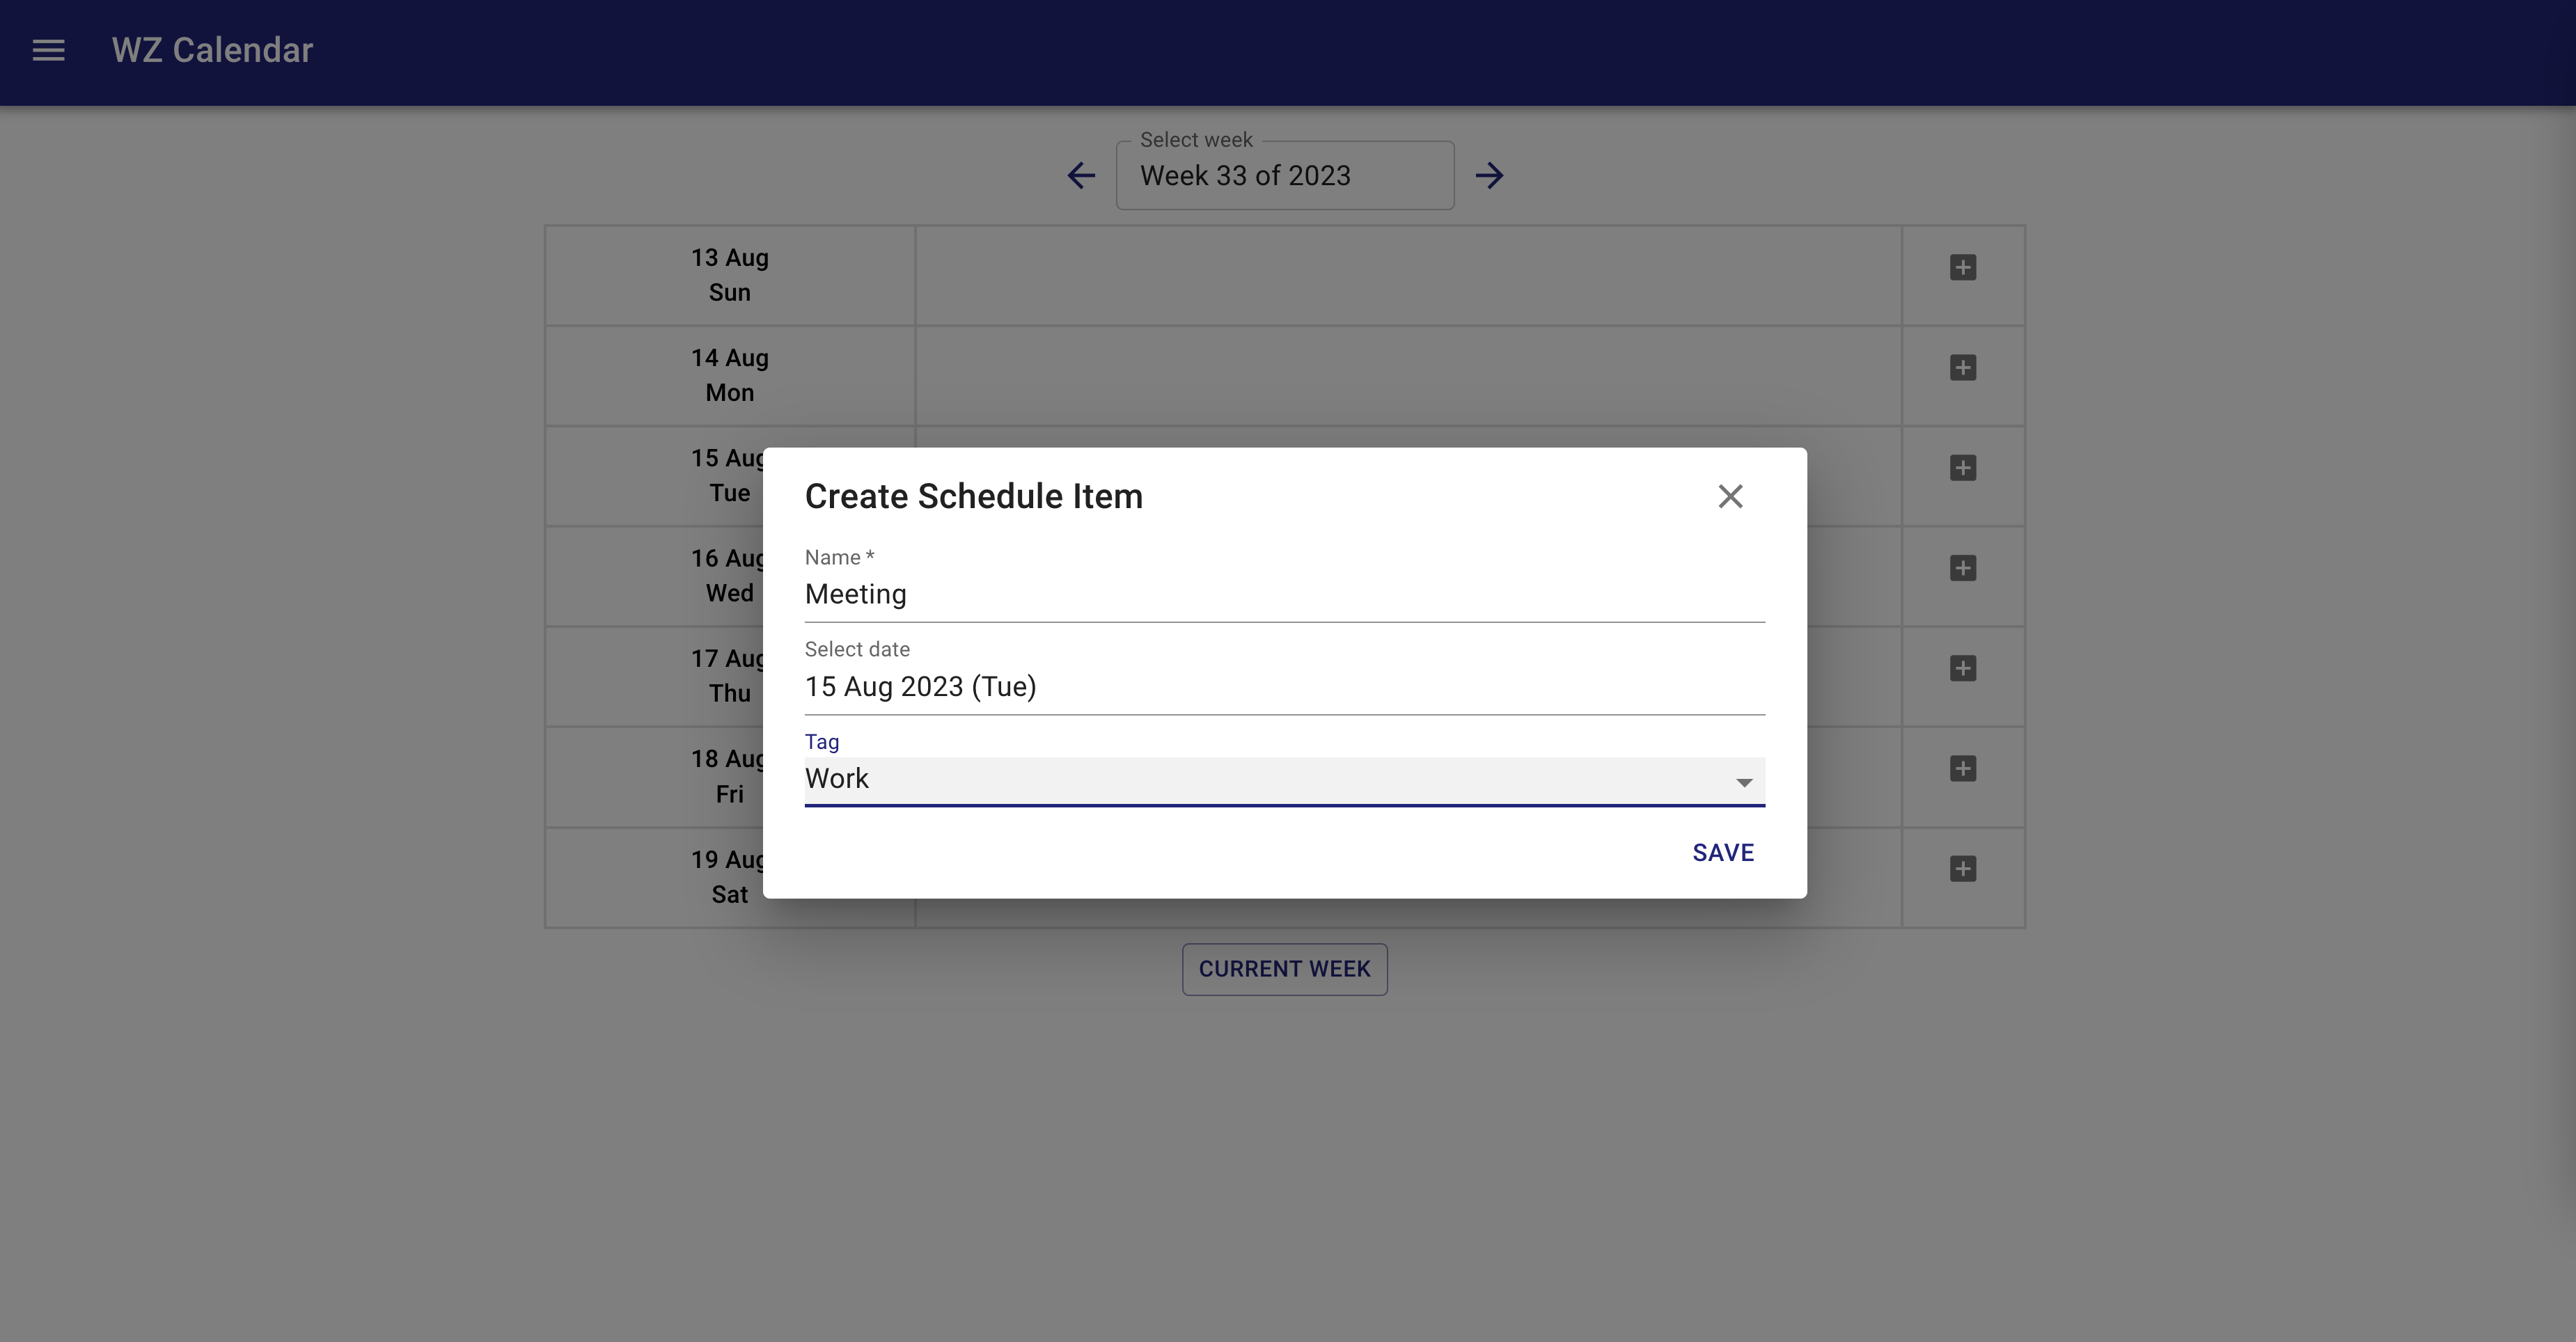 WZ Calendar
Select week
Week 33 of 2023
13 Aug
Sun
14 Aug
Mon
15 Aug
Tue
16 Aug
Wed
17 Aug
Thu
18 Aug
Fri
19 Aug
Sat
Create Schedule Item
Name *
Meeting
Select date
15 Aug 2023 (Tue)
Tag
Work
SAVE
CURRENT WEEK